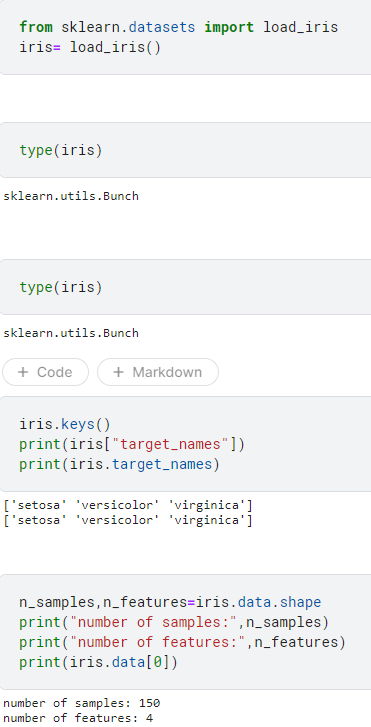 from sklearn.datasets import load_iris
iris= load_iris()
type(iris)
sklearn.utils.Bunch
type(iris)
sklearn.utils.Bunch
+ Code + Markdown
iris.keys()
print(iris["target_names"])
print(iris.target_names)
['setosa' 'versicolor' 'virginica']
['setosa' 'versicolor' 'virginica']
n_samples,n_features=iris.data.shape
print("number of samples:",n_samples)
print("number of features:",n_features)
print(iris.data[0])
number of samples: 150
number of features: 4